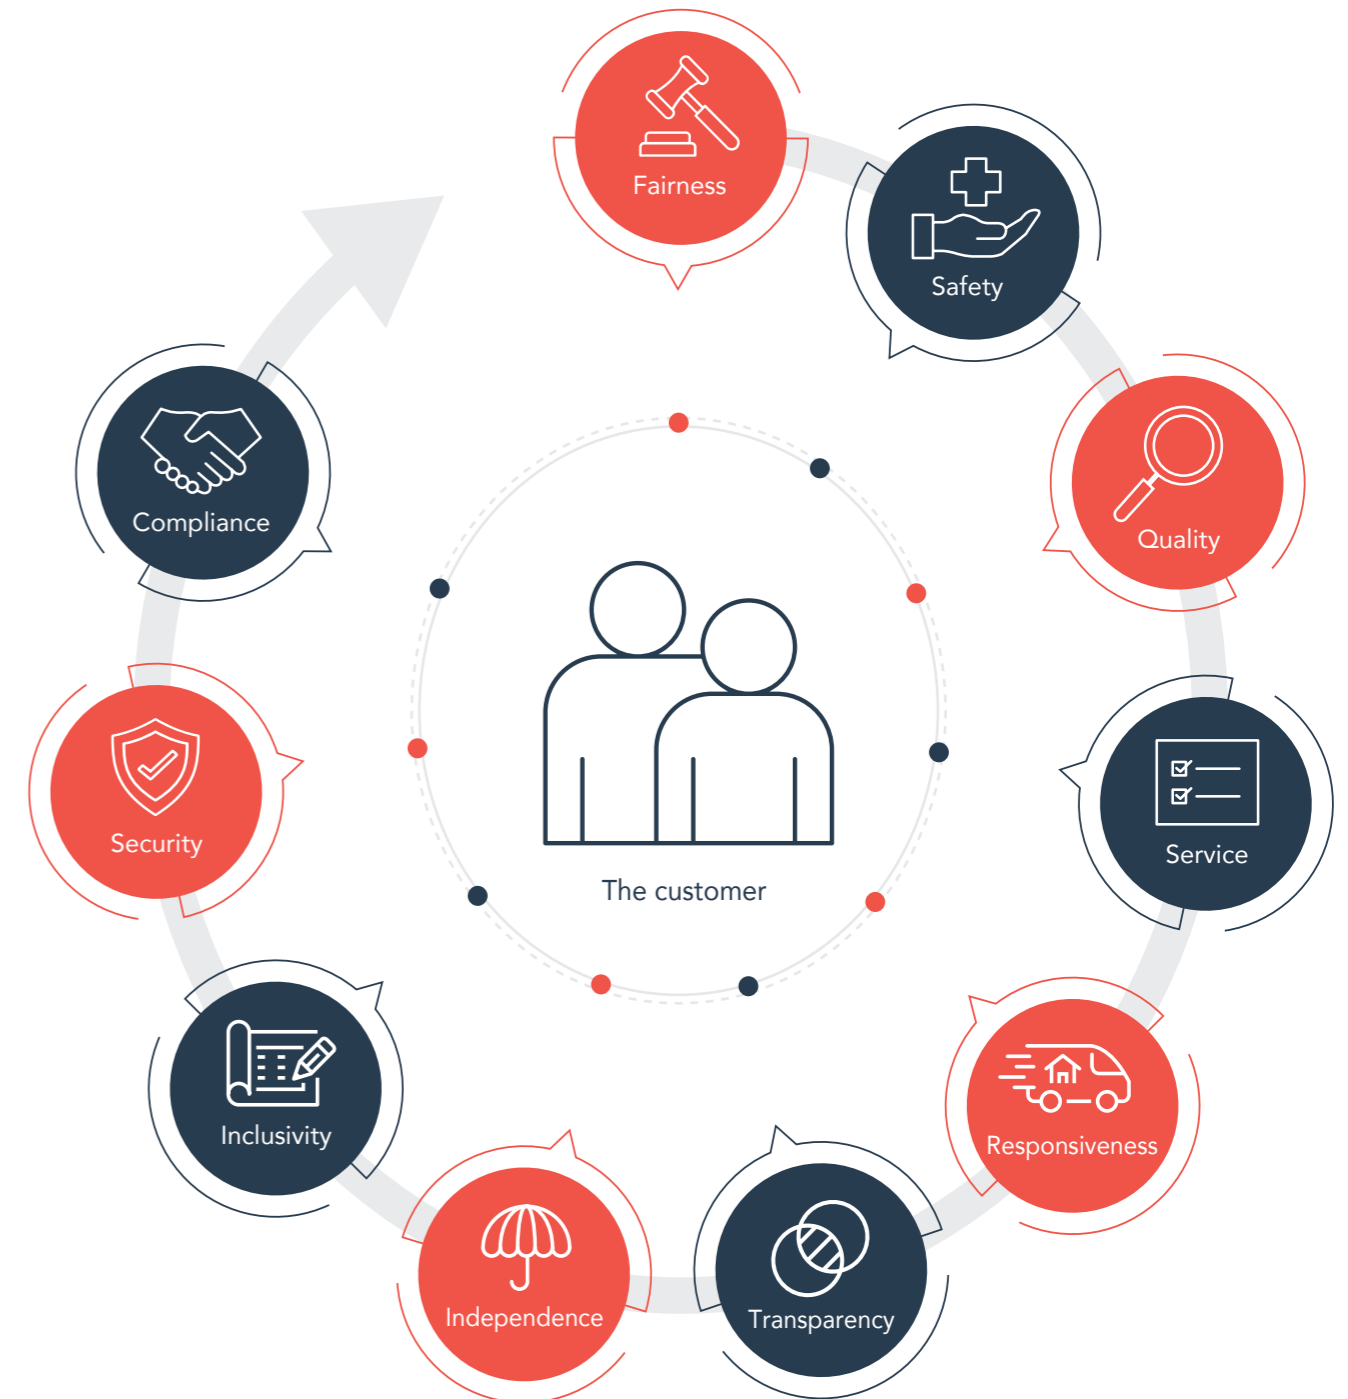 Fairness
Safety
Quality
Service
Responsiveness
Transparency
Independence
Inclusivity
Security
Compliance
The customer